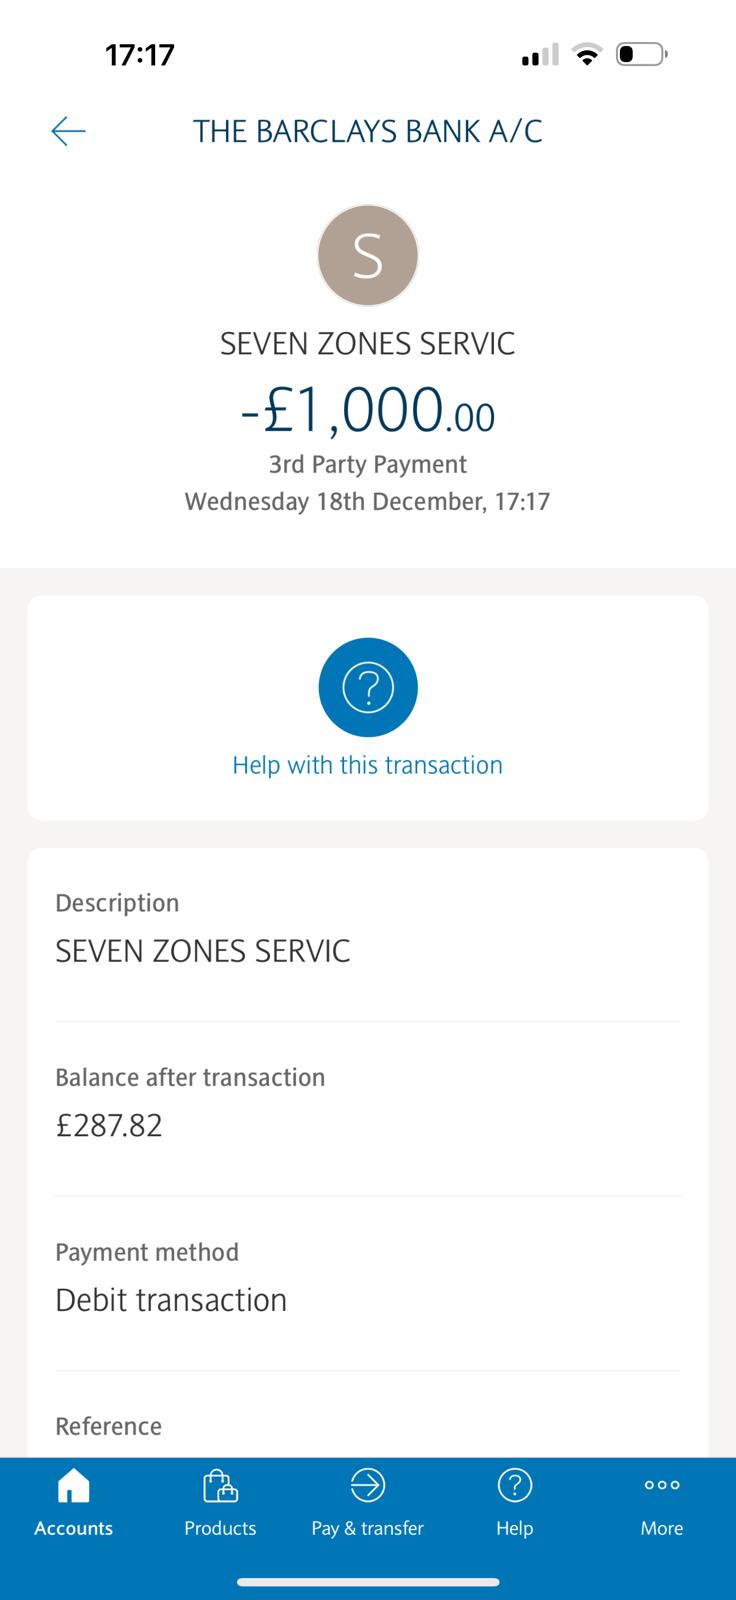 17:17
THE BARCLAYS BANK A/C
S
SEVEN ZONES SERVIC
-£1,000.00
3rd Party Payment
Wednesday 18th December, 17:17
?
Help with this transaction
Description
SEVEN ZONES SERVIC
Balance after transaction
£287.82
Payment method
Debit transaction
Reference
Accounts Products Pay & transfer Help More